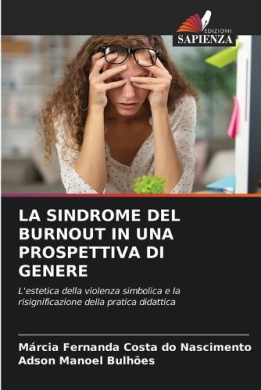 EDIZIONI
SAPIENZA
LA SINDROME DEL
BURNOUT IN UNA
PROSPETTIVA DI
GENERE
L'estetica della violenza simbolica e la
risignificazione della pratica didattica
Márcia Fernanda Costa do Nascimento
Adson Manoel Bulhões